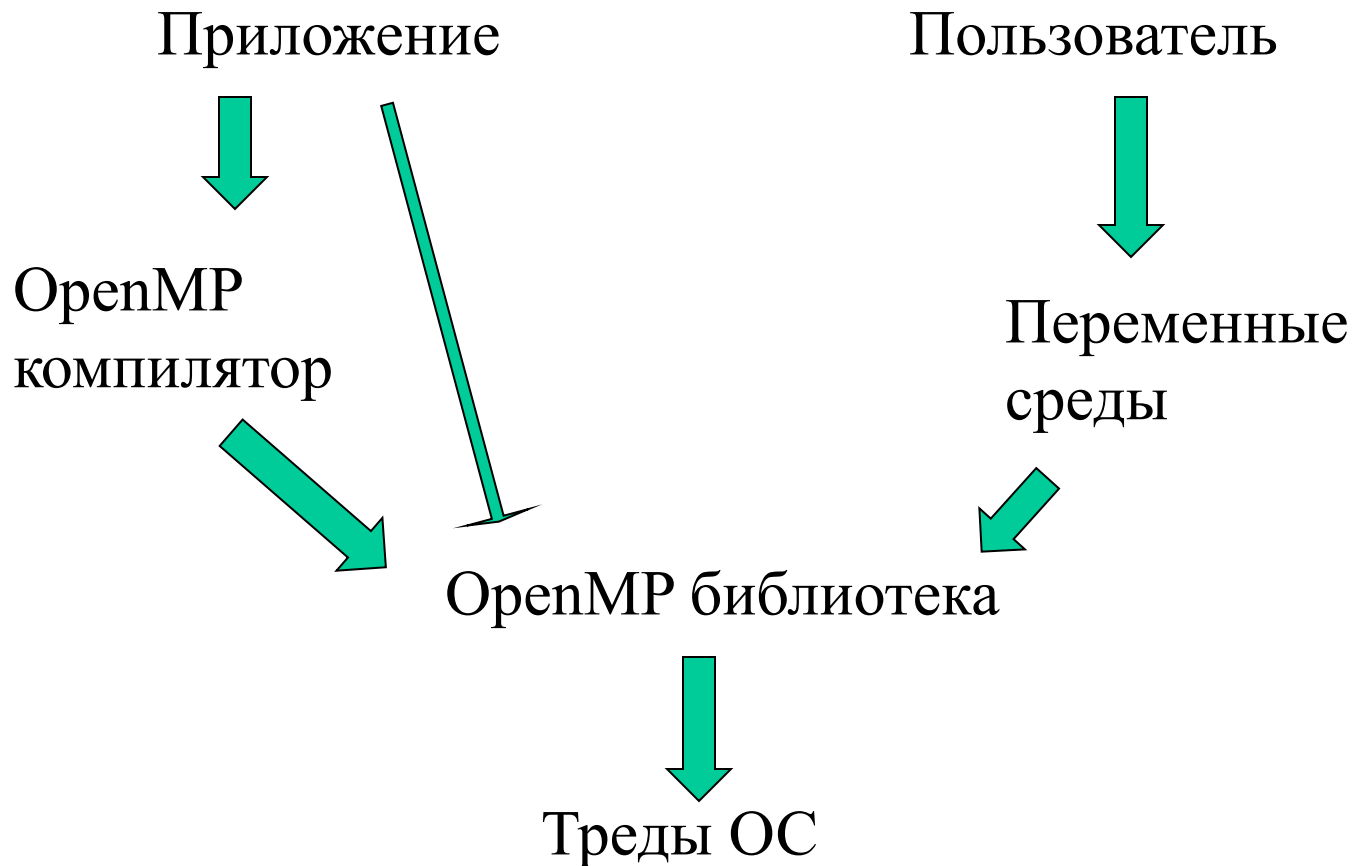 Приложение
Пользователь
OpenMP
компилятор
Переменные
среды
OpenMP библиотека
Треды ОС